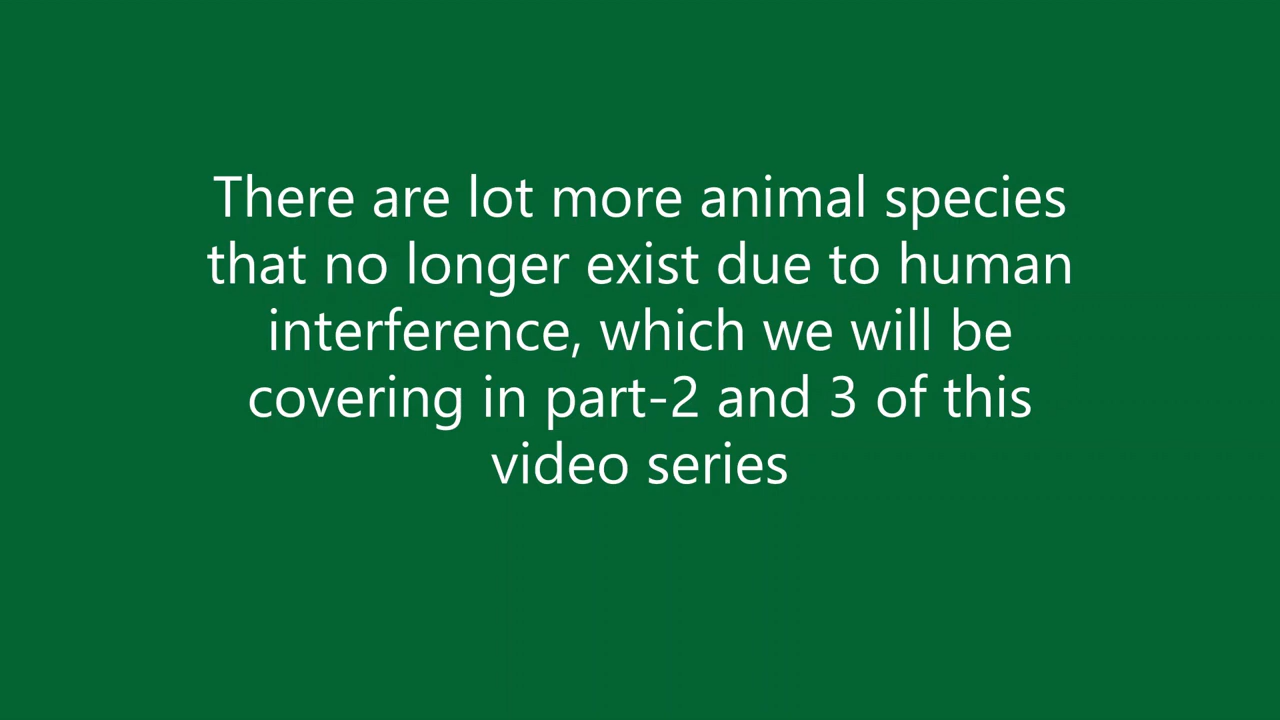 There are lot more animal species
that no longer exist due to human
interference, which we will be
covering in part-2 and 3 of this
video series